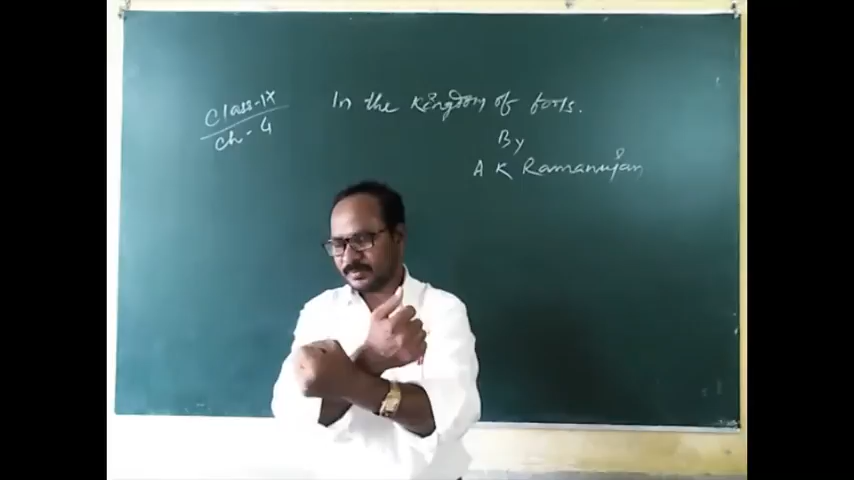 Class-IX
Ch-4
In the Kingdom of fools.
By
A K Ramanujan